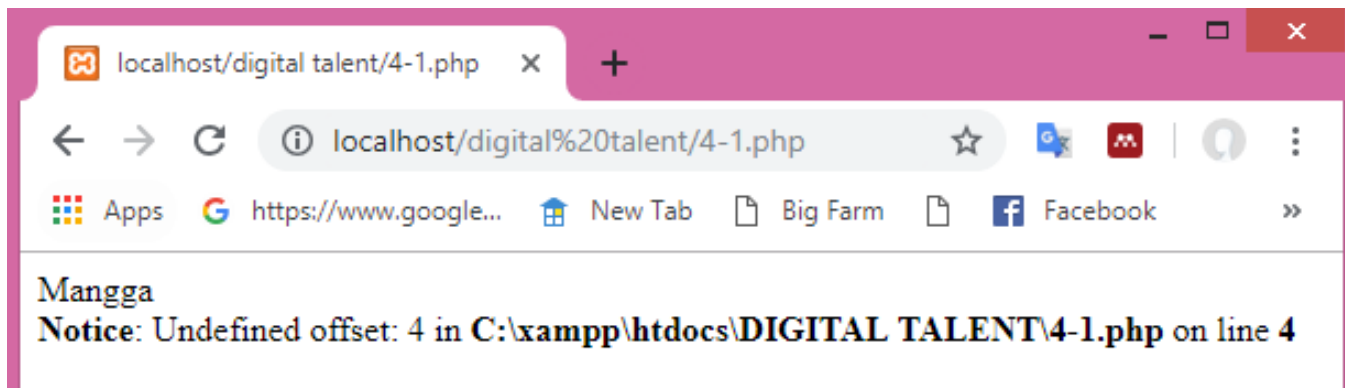 localhost/digital talent/4-1.php
localhost/digital%20talent/4-1.php
Apps https://www.google... New Tab Big Farm Facebook
Mangga
Notice: Undefined offset: 4 in C:\xampp\htdocs\DIGITAL TALENT\4-1.php on line 4